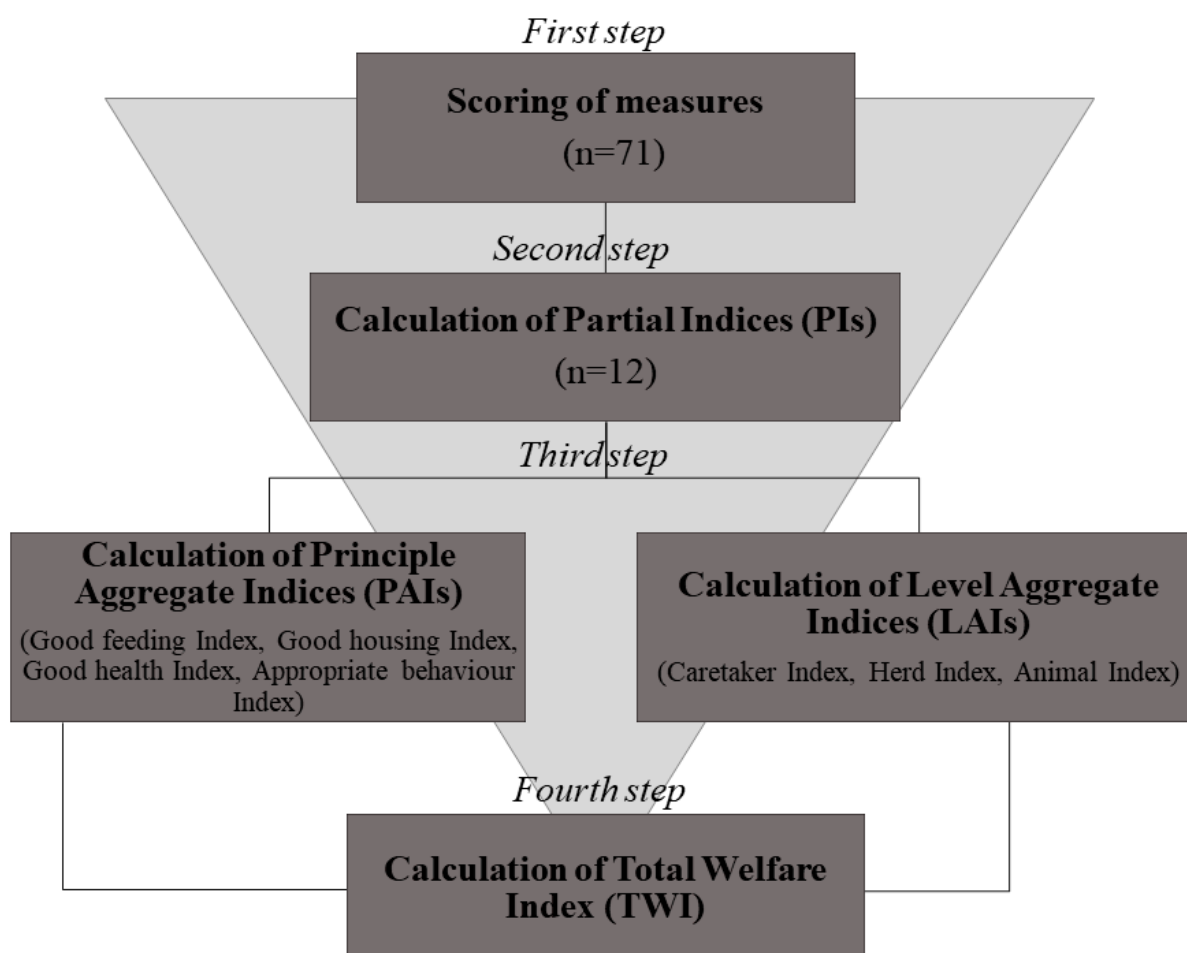 First step
Scoring of measures
(n=71)
Second step
Calculation of Partial Indices (PIs)
(n=12)
Third step
Calculation of Principle
Aggregate Indices (PAIs)
(Good feeding Index, Good housing Index,
Good health Index, Appropriate behaviour
Index)
Calculation of Level Aggregate
Indices (LAIs)
(Caretaker Index, Herd Index, Animal Index)
Fourth step
Calculation of Total Welfare
Index (TWI)